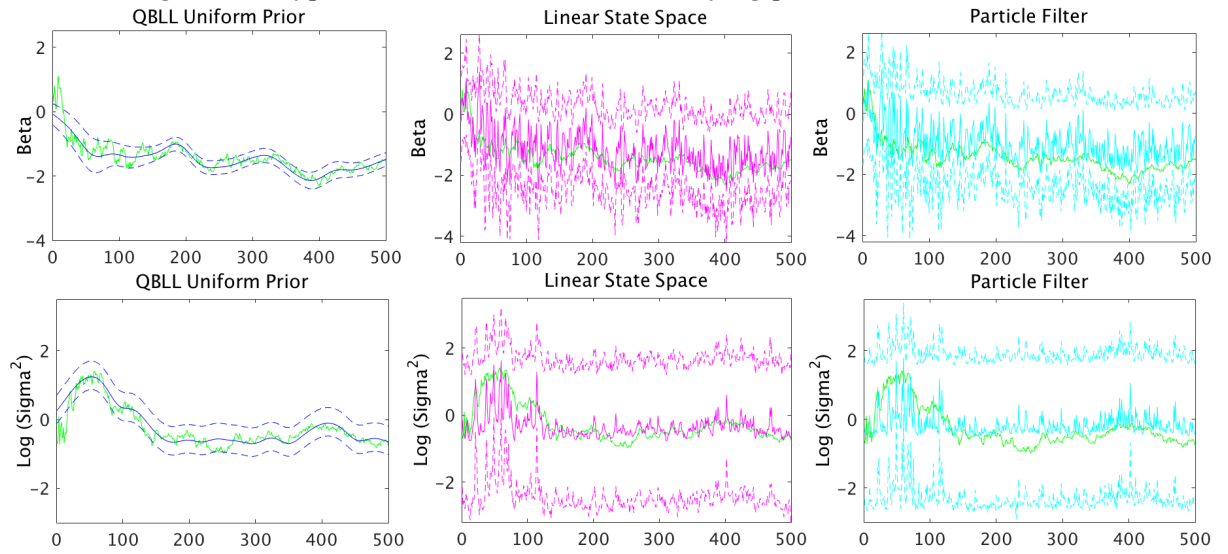 QBLL Uniform Prior Linear State Space Particle Filter
2 2 2
0 0 0
-2 -2 -2
-4 -4 -4
Beta Beta Beta
0 100 200 300 400 500 0 100 200 300 400 500 0 100 200 300 400 500
QBLL Uniform Prior Linear State Space Particle Filter
2 2 2
0 0 0
-2 -2 -2
Log (Sigma2) Log (Sigma2) Log (Sigma2)
0 100 200 300 400 500 0 100 200 300 400 500 0 100 200 300 400 500